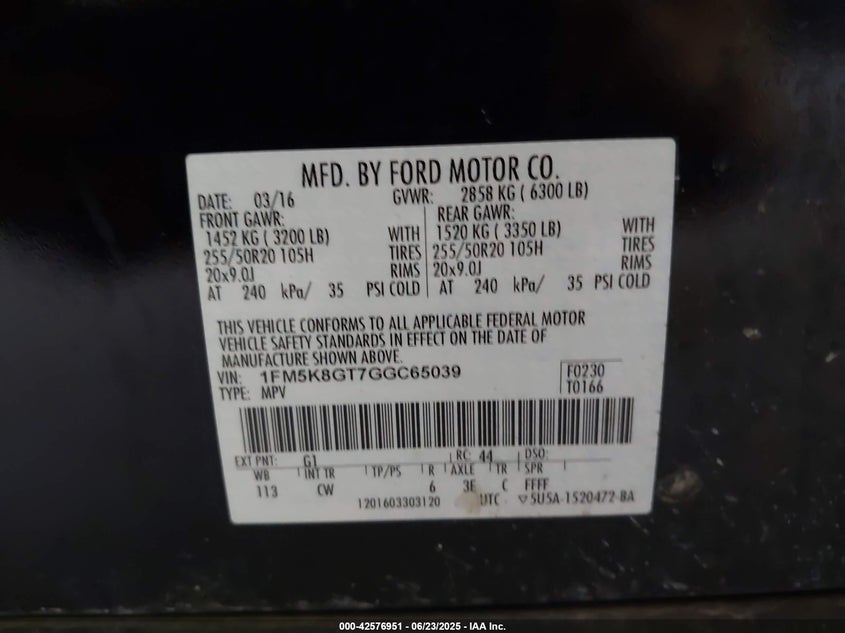 MFD. BY FORD MOTOR CO.
DATE: 03/16 GVWR: 2858 KG ( 6300 LB)
FRONT GAWR: REAR GAWR:
1452 KG ( 3200 LB) WITH 1520 KG ( 3350 LB) WITH
255/50R20 105H TIRES 255/50R20 105H TIRES
20x9.0J RIMS 20x9.0J RIMS
AT 240 kPa/ 35 PSI COLD AT 240 kPa/ 35 PSI COLD
THIS VEHICLE CONFORMS TO ALL APPLICABLE FEDERAL MOTOR
VEHICLE SAFETY STANDARDS IN EFFECT ON THE DATE OF
MANUFACTURE SHOWN ABOVE.
VIN: 1FM5K8GT7GGC65039 F0230
TYPE: MPV T0166
EXT PNT: G1 RC: 44 DSO:
WB INT TR TP/PS R AXLE TR SPR
113 CW 6 3E C FFFF
1201603303120 UTC ▽5U5A-1520472-BA
000-42576951 - 06/23/2025 - IAA Inc.